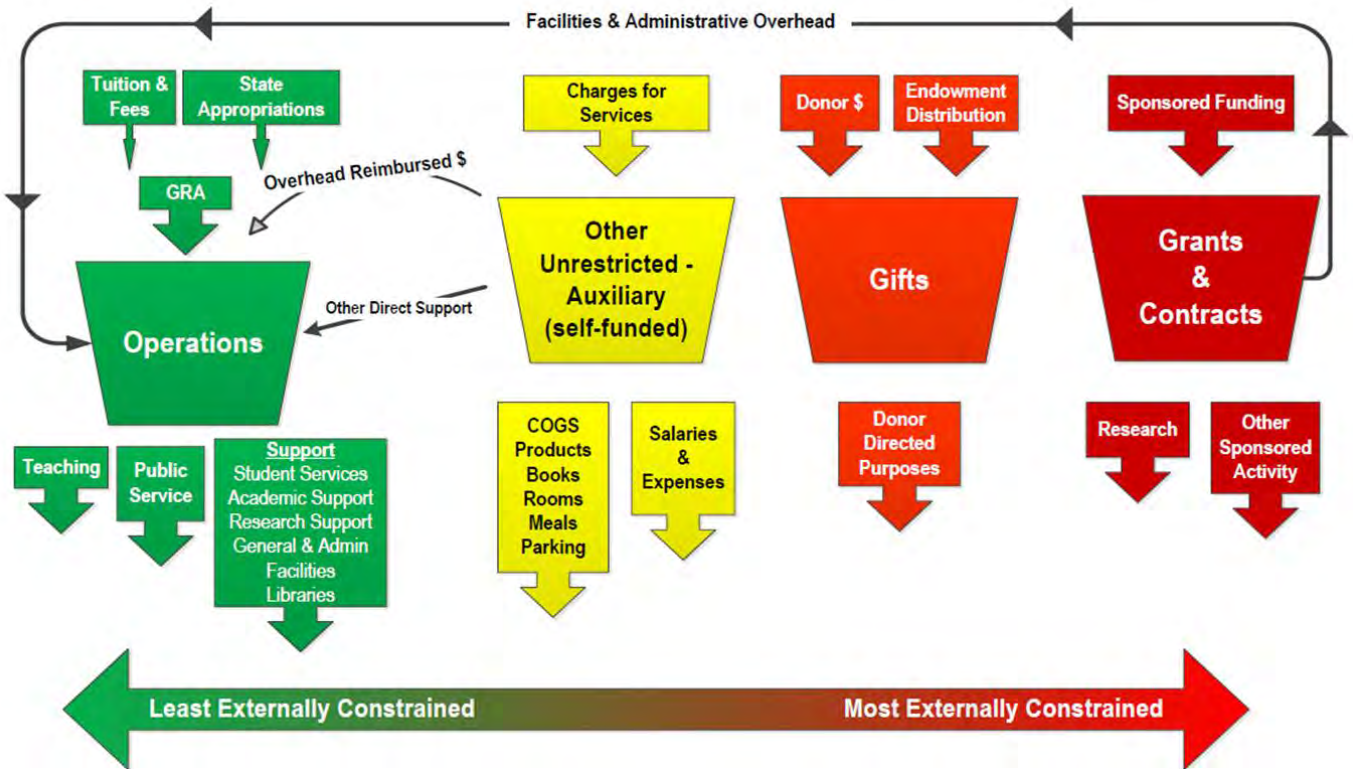 Facilities & Administrative Overhead
Tuition &
Fees
State
Appropriations
Charges for
Services
Donor $
Endowment
Distribution
Sponsored Funding
Overhead Reimbursed $
GRA
Operations
Other Direct Support
Other
Unrestricted -
Auxiliary
(self-funded)
Gifts
Grants
&
Contracts
Teaching
Public
Service
Support
Student Services
Academic Support
Research Support
General & Admin
Facilities
Libraries
COGS
Products
Books
Rooms
Meals
Parking
Salaries
&
Expenses
Donor
Directed
Purposes
Research
Other
Sponsored
Activity
Least Externally Constrained
Most Externally Constrained